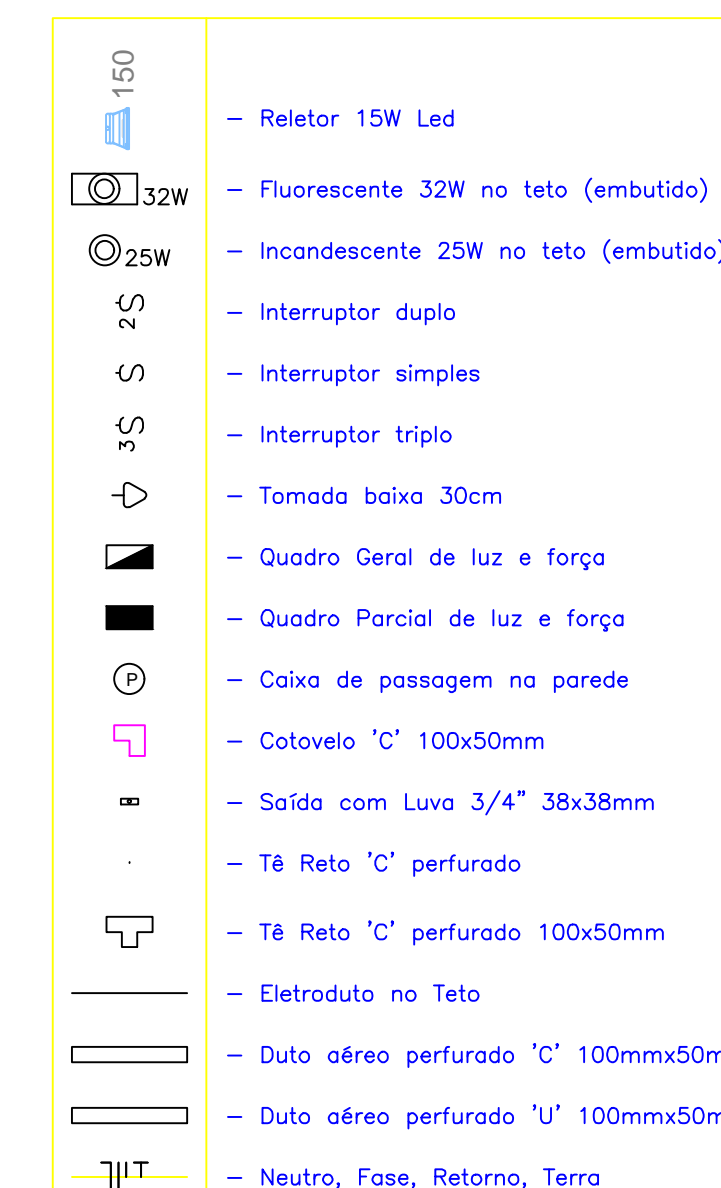 150
– Reletor 15W Led
32W – Fluorescente 32W no teto (embutido)
25W – Incandescente 25W no teto (embutido)
2S – Interruptor duplo
S – Interruptor simples
3S – Interruptor triplo
– Tomada baixa 30cm
– Quadro Geral de luz e força
– Quadro Parcial de luz e força
P – Caixa de passagem na parede
– Cotovelo 'C' 100x50mm
– Saída com Luva 3/4" 38x38mm
– Tê Reto 'C' perfurado
– Tê Reto 'C' perfurado 100x50mm
– Eletroduto no Teto
– Duto aéreo perfurado 'C' 100mmx50m
– Duto aéreo perfurado 'U' 100mmx50m
– Neutro, Fase, Retorno, Terra